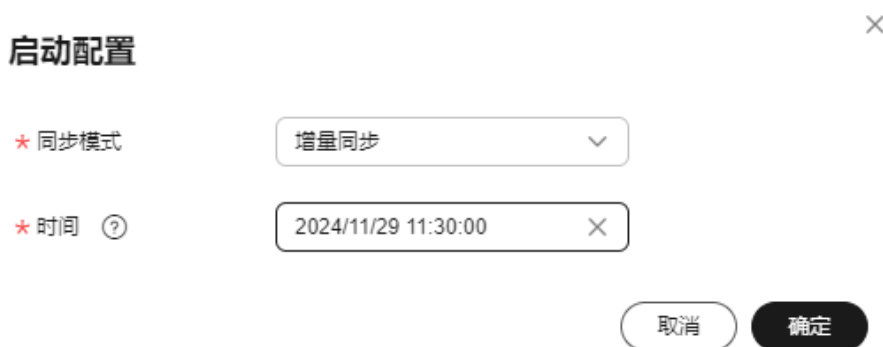 启动配置
* 同步模式 增量同步
* 时间 ? 2024/11/29 11:30:00
取消 确定